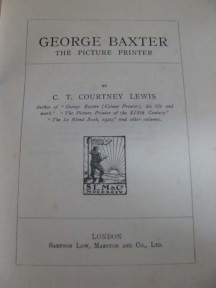 GEORGE BAXTER
THE PICTURE PRINTER
BY
C. T. COURTNEY LEWIS
Author of "George Baxter (Colour Printer), his life and
work" "The Picture Printer of the XIXth Century"
"The Le Blond Book, 1920" and other volumes.
LONDON
SAMPSON LOW, MARSTON AND CO., LTD.